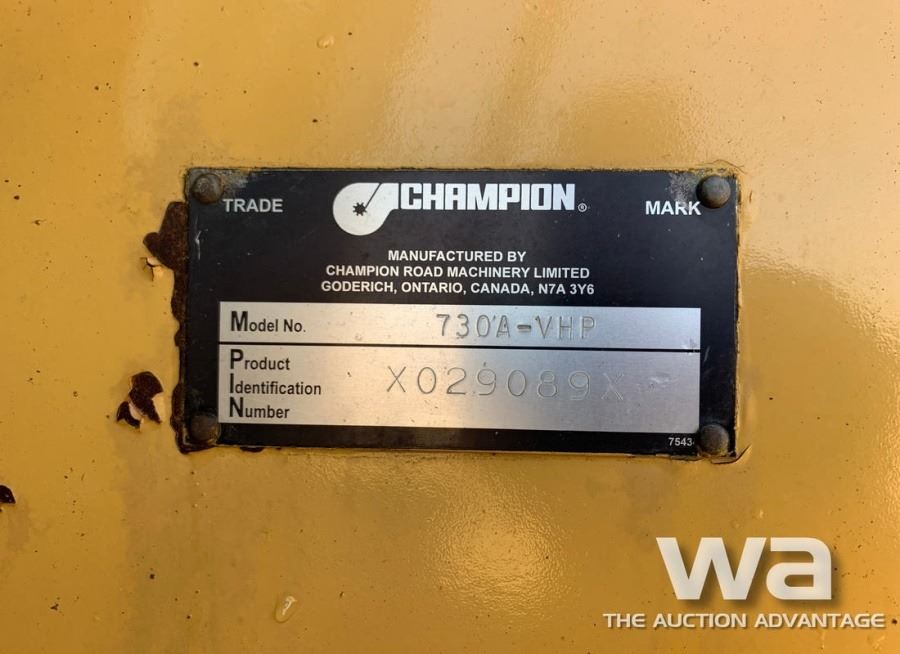 TRADE CHAMPION ® MARK
MANUFACTURED BY
CHAMPION ROAD MACHINERY LIMITED
GODERICH, ONTARIO, CANADA, N7A 3Y6
Model No. 730A-VHP
Product
Identification X029089X
Number
7543
wa
THE AUCTION ADVANTAGE